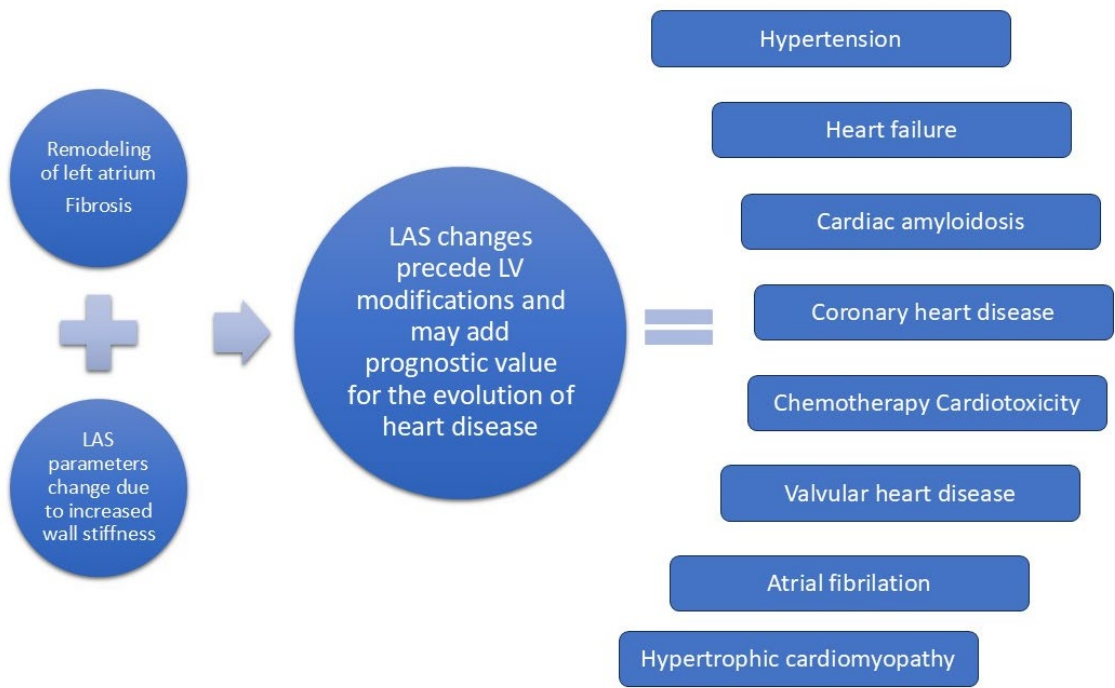 Remodeling
of left atrium
Fibrosis
LAS
parameters
change due
to increased
wall stiffness
LAS changes
precede LV
modifications and
may add
prognostic value
for the evolution of
heart disease
Hypertension
Heart failure
Cardiac amyloidosis
Coronary heart disease
Chemotherapy Cardiotoxicity
Valvular heart disease
Atrial fibrilation
Hypertrophic cardiomyopathy